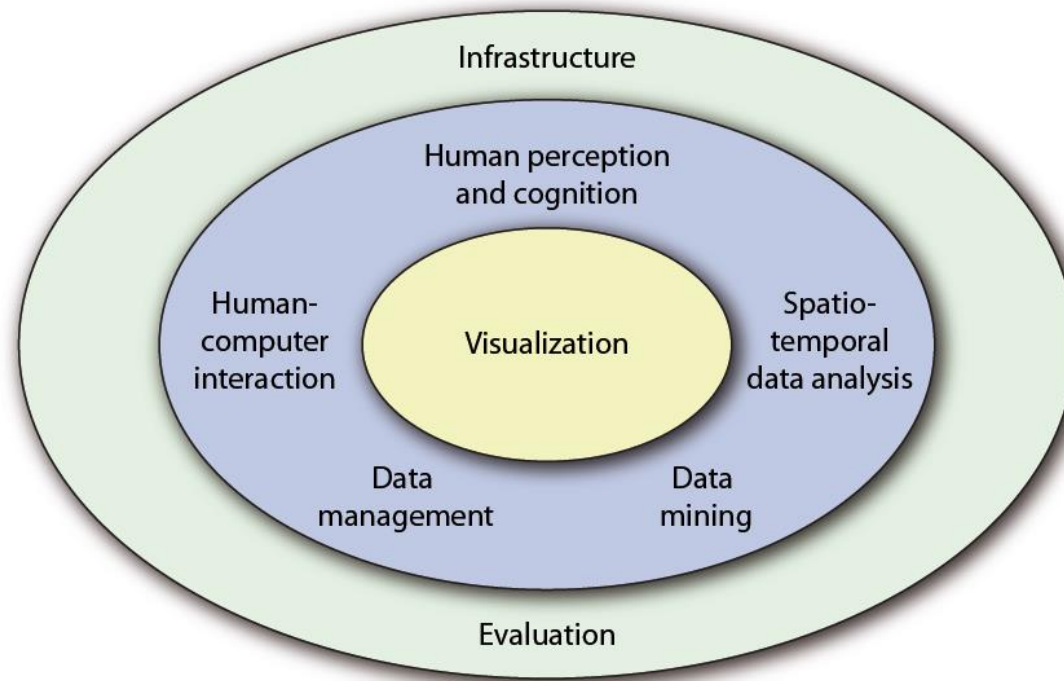 Infrastructure
Human perception
and cognition
Human-
computer
interaction
Visualization
Spatio-
temporal
data analysis
Data
management
Data
mining
Evaluation